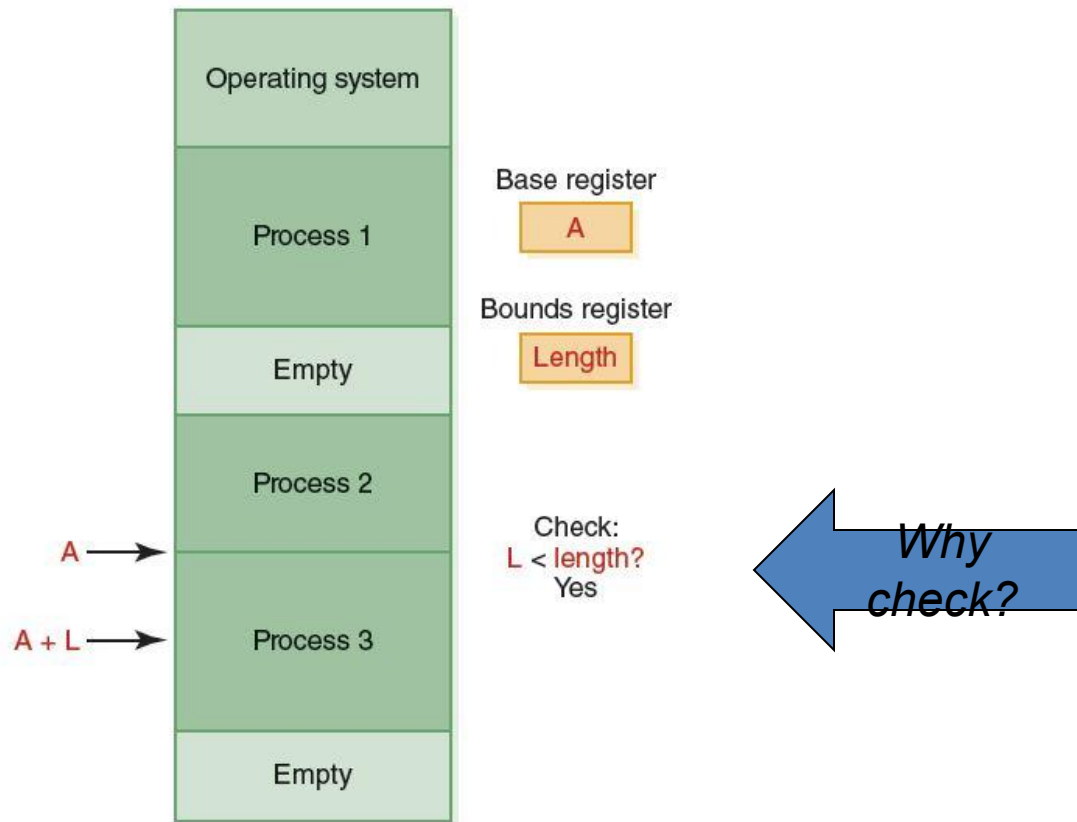 Operating system
Process 1
Base register
A
Bounds register
Length
Empty
Process 2
A
Check:
L < length?
Yes
Why
check?
A + L
Process 3
Empty